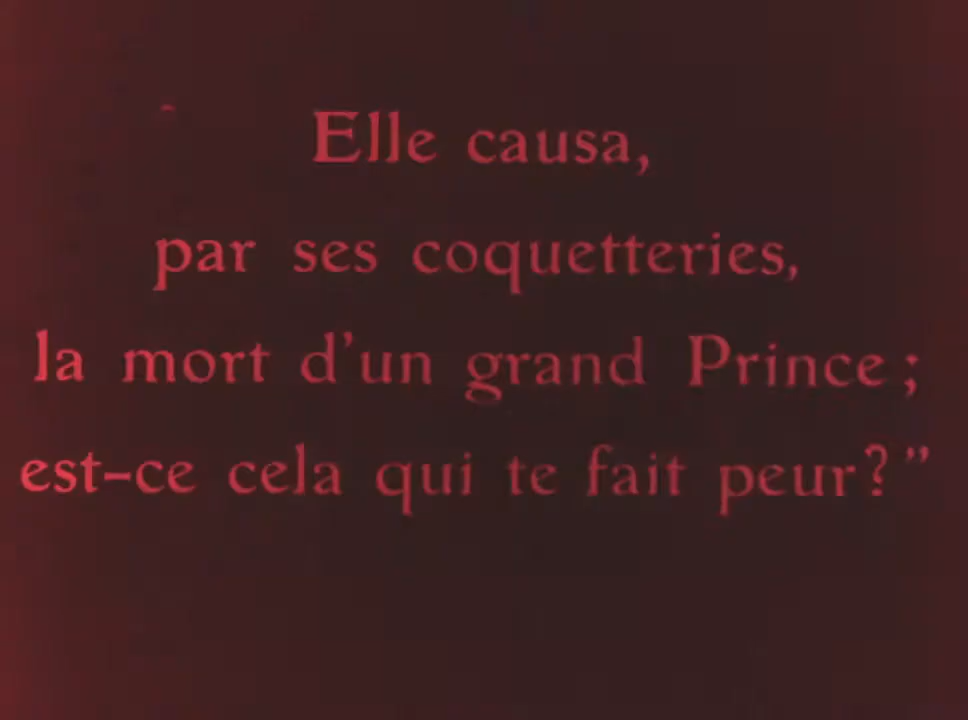 Elle causa,
par ses coquetteries,
la mort d'un grand Prince ;
est-ce cela qui te fait peur ? ”